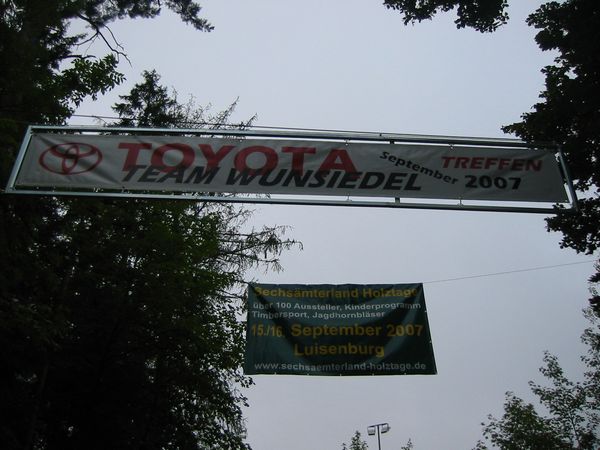 TOYOTA September TREFFEN
TEAM WUNSIEDEL 2007
Sechsämterland Holztage
über 100 Aussteller, Kinderprogramm
Timbersport, Jagdhornbläser
15./16. September 2007
Luisenburg
www.sechsaemterland-holztage.de